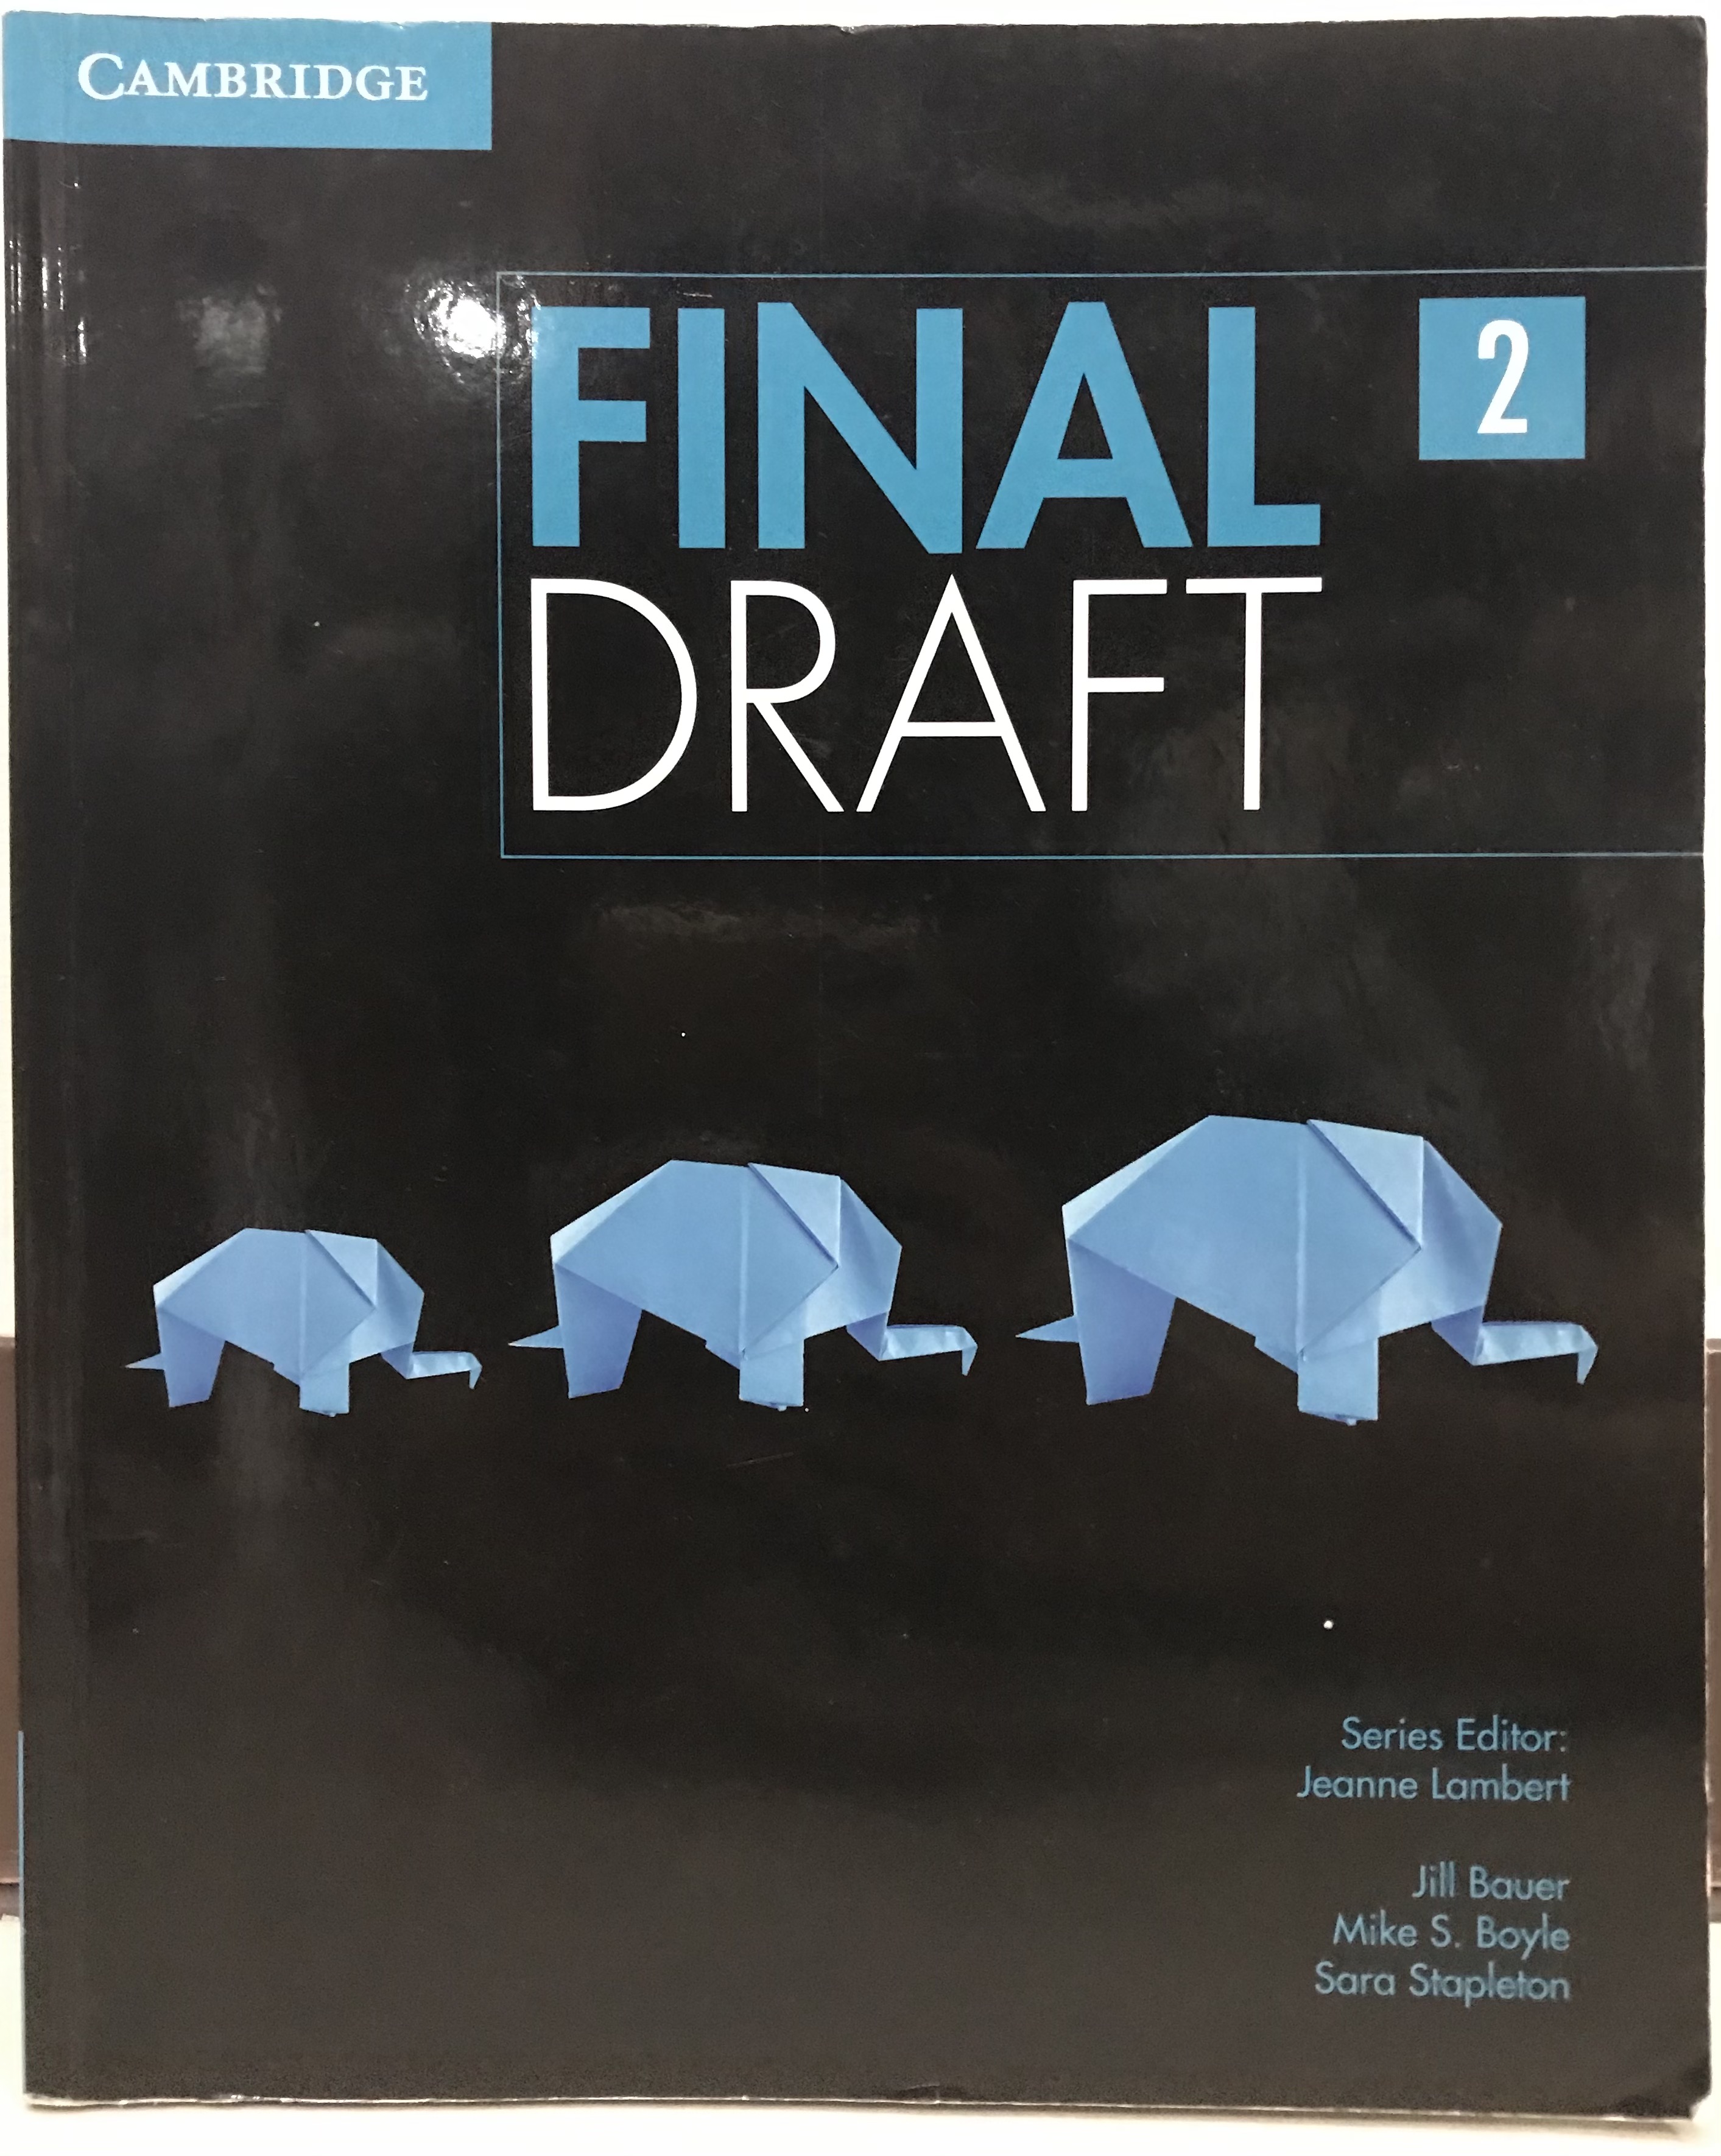 CAMBRIDGE
FINAL
2
DRAFT
Series Editor:
Jeanne Lambert
Jill Bauer
Mike S. Boyle
Sara Stapleton